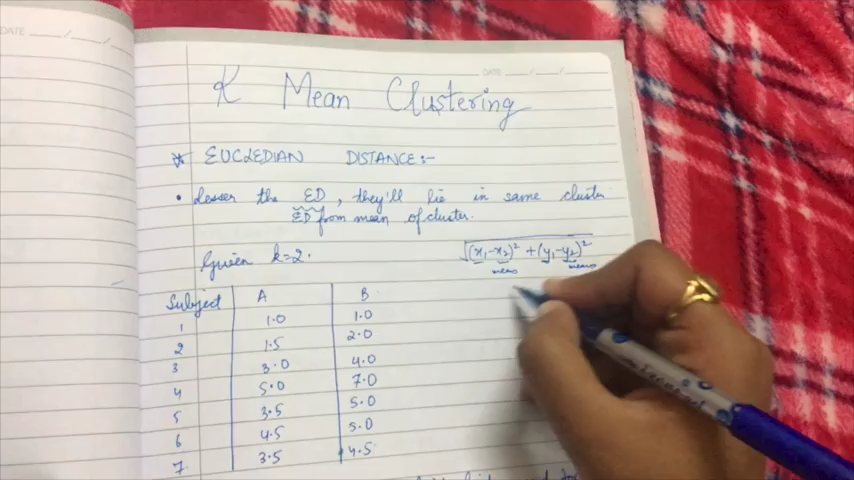 DATE
DATE
K Mean Clustering
* EUCLEDIAN DISTANCE:-
• Lesser the ED, they'll lie in same cluster
ED from mean of cluster.
Given k=2.
√(x₁-x₂)² + (y₁-y₂)²
mean mean
Subject A B
1 1.0 1.0
2 1.5 2.0
3 3.0 4.0
4 5.0 7.0
5 3.5 5.0
6 4.5 5.0
7 3.5 4.5